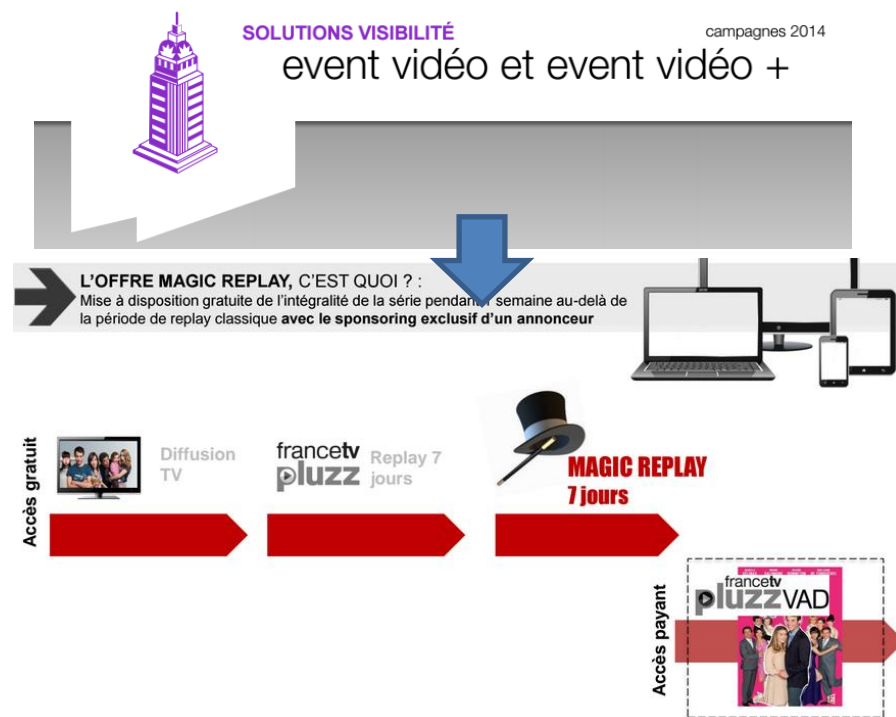 SOLUTIONS VISIBILITÉ
campagnes 2014
event vidéo et event vidéo +
L'OFFRE MAGIC REPLAY, C'EST QUOI ? :
Mise à disposition gratuite de l'intégralité de la série pendant semaine au-delà de
la période de replay classique avec le sponsoring exclusif d'un annonceur
Accès gratuit
Diffusion
TV
francetv
pluzz
Replay 7
jours
MAGIC REPLAY
7 jours
Accès payant
francetv
pluzzVAD